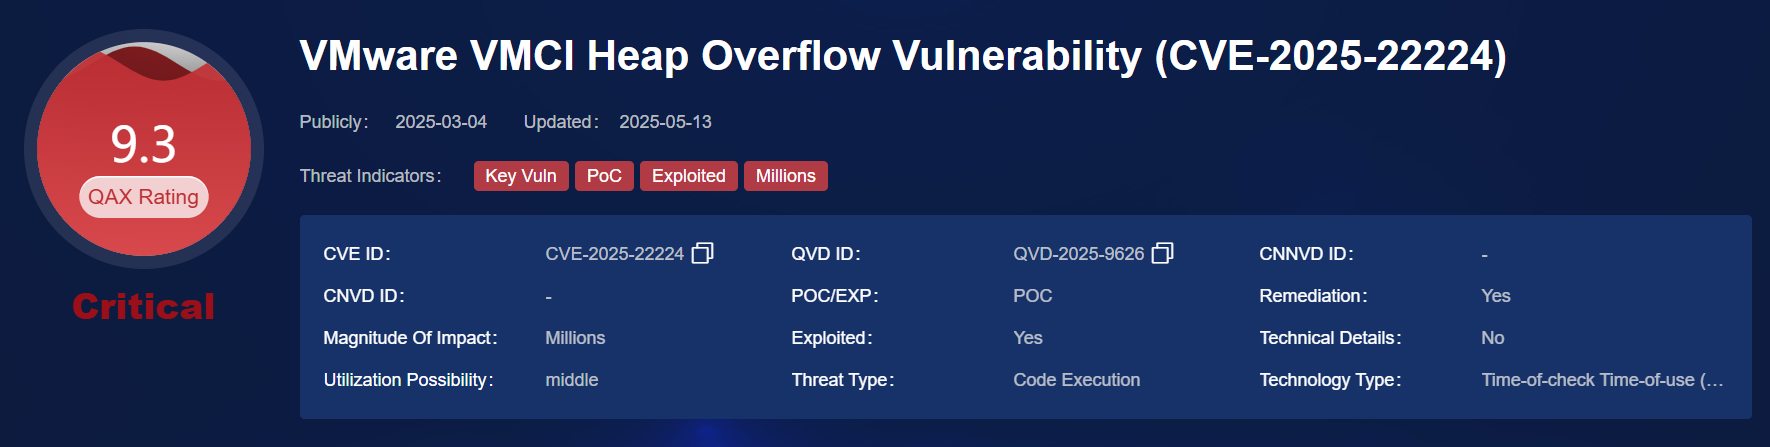 VMware VMCI Heap Overflow Vulnerability (CVE-2025-22224)
Publicly: 2025-03-04 Updated: 2025-05-13
9.3
QAX Rating
Threat Indicators: Key Vuln PoC Exploited Millions
Critical
CVE ID: CVE-2025-22224 QVD ID: QVD-2025-9626 CNNVD ID: -
CNVD ID: - POC/EXP: POC Remediation: Yes
Magnitude Of Impact: Millions Exploited: Yes Technical Details: No
Utilization Possibility: middle Threat Type: Code Execution Technology Type: Time-of-check Time-of-use (…